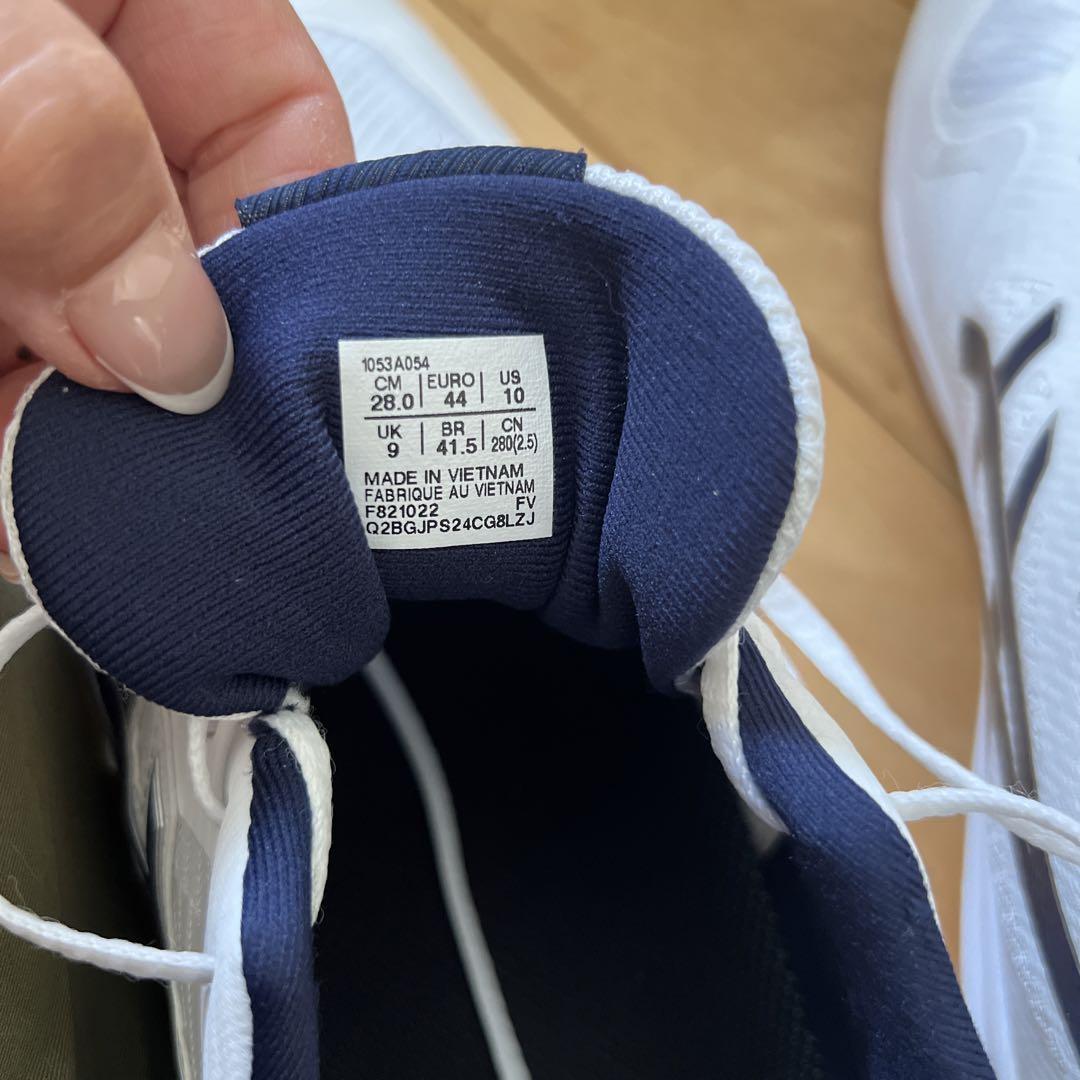 1053A054
CM EURO US
28.0 44 10
UK BR CN
9 41.5 280(2.5)
MADE IN VIETNAM
FABRIQUE AU VIETNAM
F821022 FV
Q2BGJPS24CG8LZJ